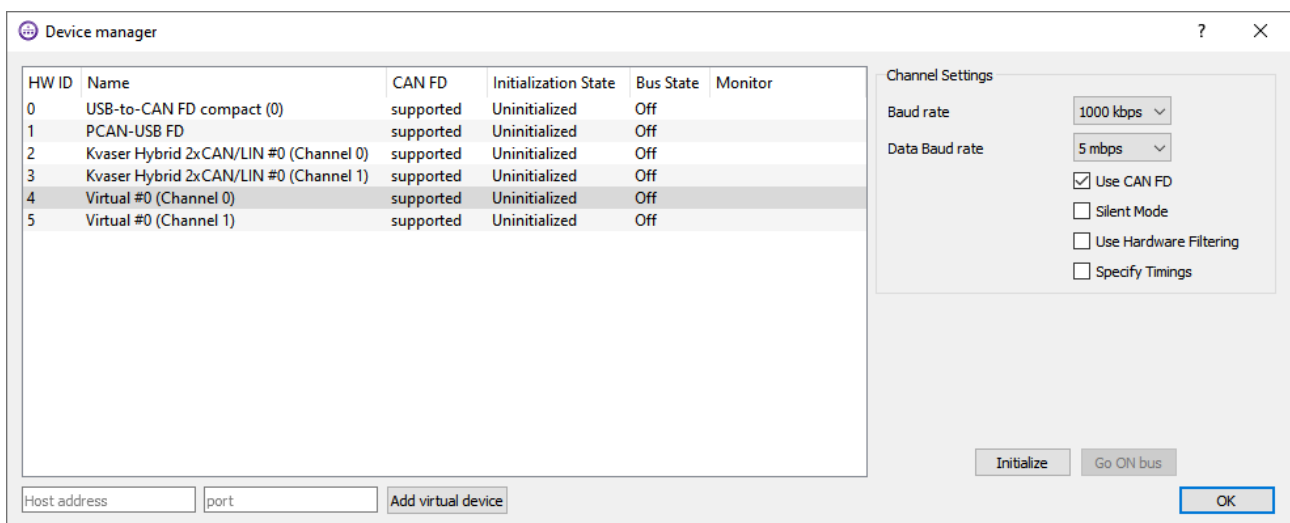 Device manager
?
HW ID Name CAN FD Initialization State Bus State Monitor
0 USB-to-CAN FD compact (0) supported Uninitialized Off
1 PCAN-USB FD supported Uninitialized Off
2 Kvaser Hybrid 2xCAN/LIN #0 (Channel 0) supported Uninitialized Off
3 Kvaser Hybrid 2xCAN/LIN #0 (Channel 1) supported Uninitialized Off
4 Virtual #0 (Channel 0) supported Uninitialized Off
5 Virtual #0 (Channel 1) supported Uninitialized Off
Channel Settings
Baud rate 1000 kbps
Data Baud rate 5 mbps
Use CAN FD
Silent Mode
Use Hardware Filtering
Specify Timings
Initialize Go ON bus
Host address port Add virtual device OK